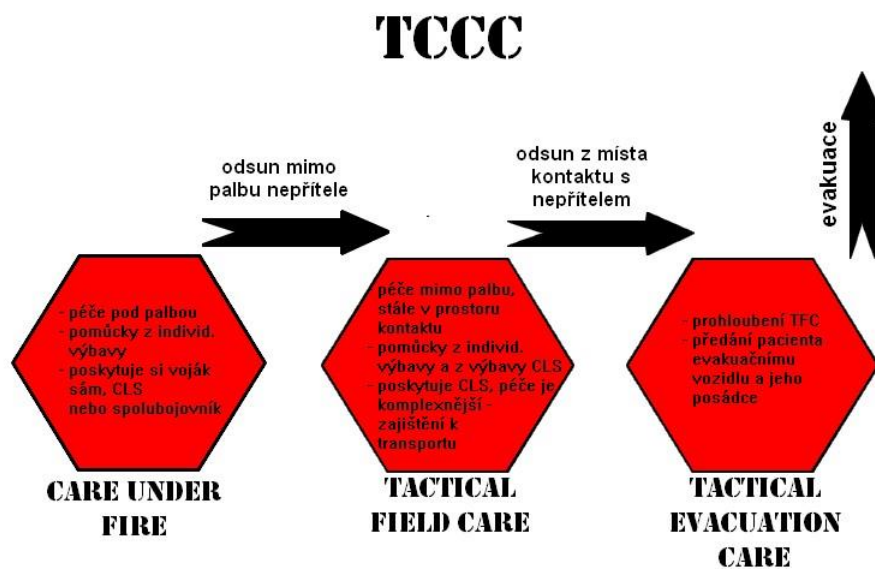 TCCC
odsun mimo
palbu nepřítele
odsun z místa
kontaktu s
nepřítelem
evakuace
- péče pod palbou
- pomůcky z individ.
výbavy
- poskytuje si voják
sám, CLS
nebo spolubojovník
péče mimo palbu,
stále v prostoru
kontaktu
- pomůcky z individ.
výbavy a z výbavy CLS
- poskytuje CLS, péče je
komplexnější -
zajištění k
transportu
- prohloubení TFC
- předání pacienta
evakuačnímu
vozidlu a jeho
posádce
CARE UNDER
FIRE
TACTICAL
FIELD CARE
TACTICAL
EVACUATION
CARE